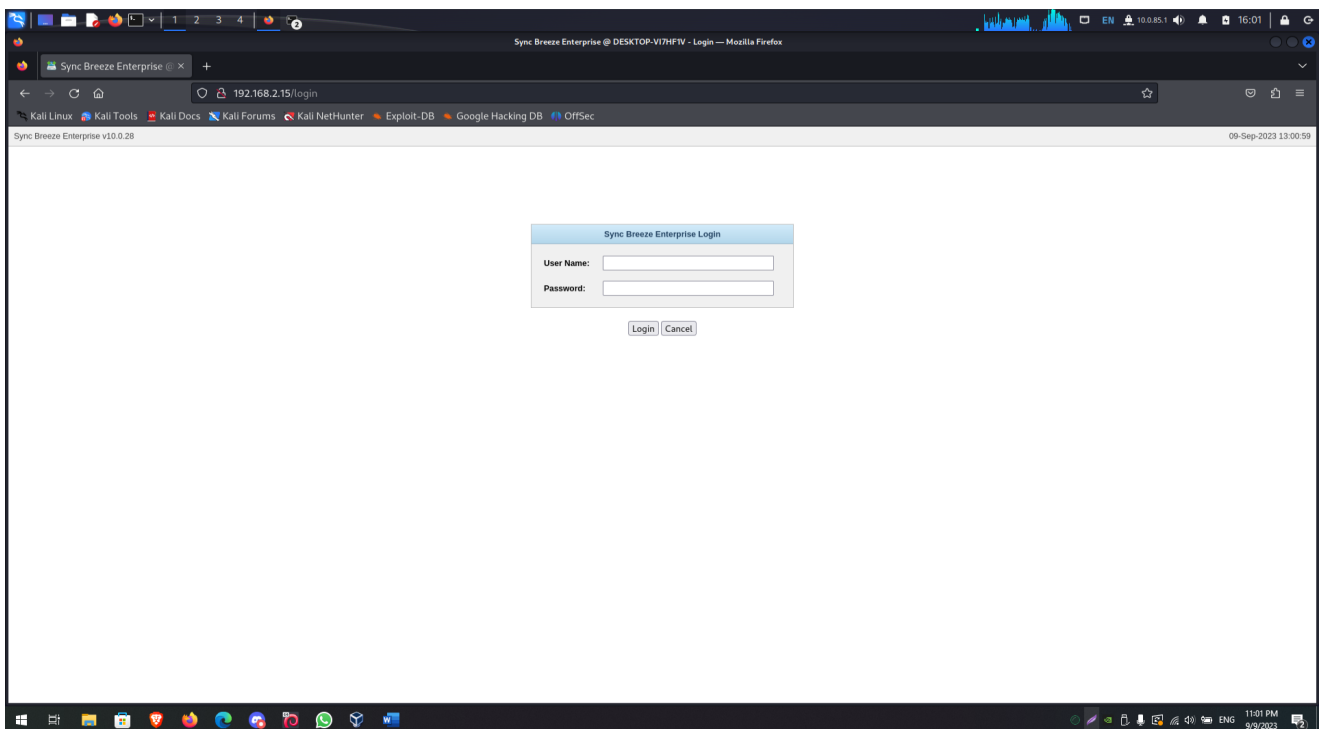 1 2 3 4 2 EN 10.0.85.1 16:01
Sync Breeze Enterprise @ DESKTOP-VI7HF1V - Login — Mozilla Firefox
Sync Breeze Enterprise @
192.168.2.15/login
Kali Linux Kali Tools Kali Docs Kali Forums Kali NetHunter Exploit-DB Google Hacking DB OffSec
Sync Breeze Enterprise v10.0.28 09-Sep-2023 13:00:59
Sync Breeze Enterprise Login
User Name:
Password:
Login Cancel
ENG 11:01 PM
9/9/2023 2